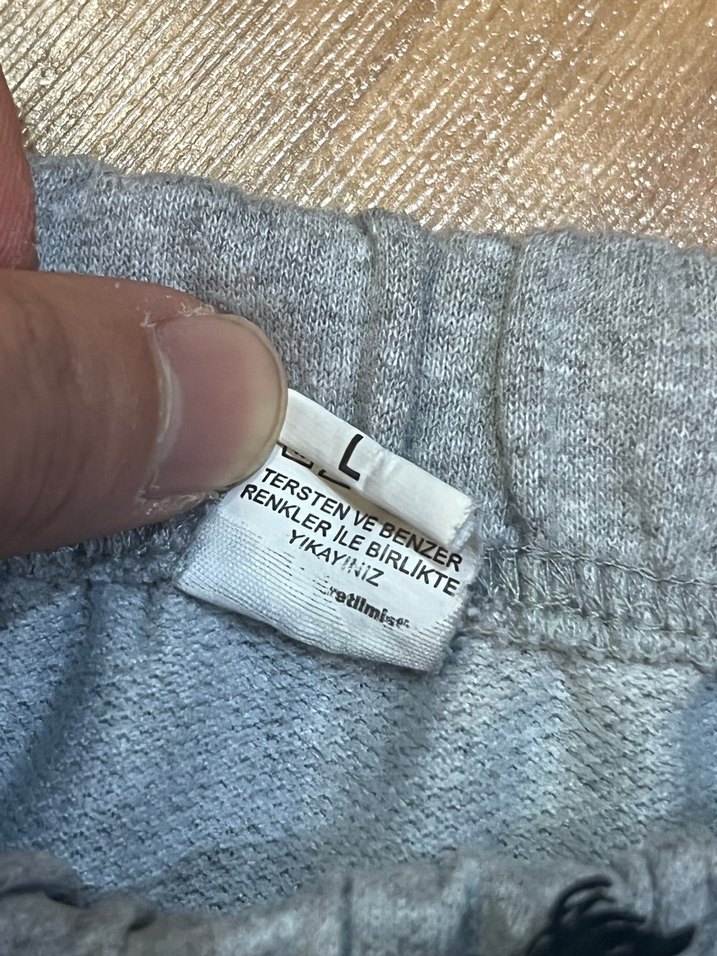 L
TERSTEN VE BENZER
RENKLER İLE BİRLİKTE
YIKAYINIZ